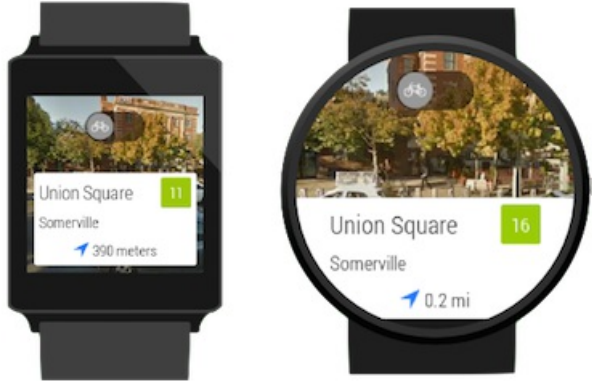 Union Square 11
Somerville
390 meters
Union Square 16
Somerville
0.2 mi